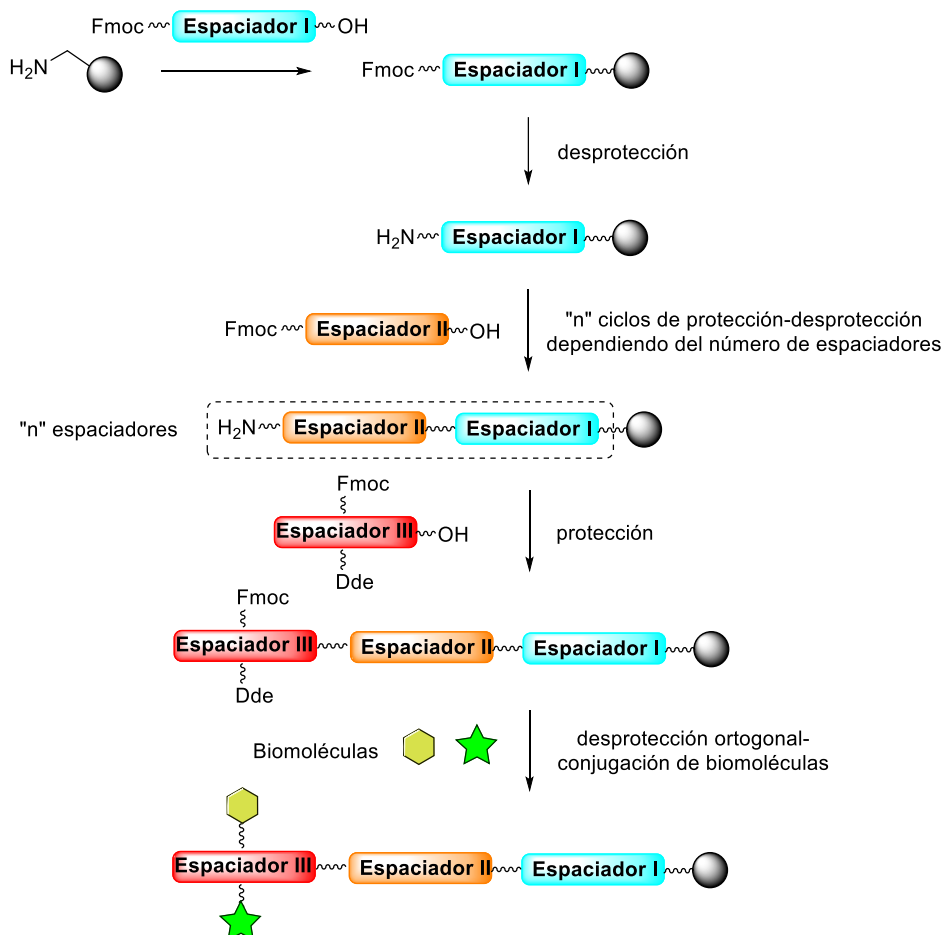 Fmoc Espaciador I OH
H2N
Fmoc Espaciador I
desprotección
H2N Espaciador I
Fmoc Espaciador II OH
"n" ciclos de protección-desprotección
dependiendo del número de espaciadores
"n" espaciadores
H2N Espaciador II Espaciador I
Fmoc
Espaciador III OH
Dde
protección
Fmoc
Espaciador III Espaciador II Espaciador I
Dde
Biomoléculas
desprotección ortogonal-
conjugación de biomoléculas
Espaciador III Espaciador II Espaciador I